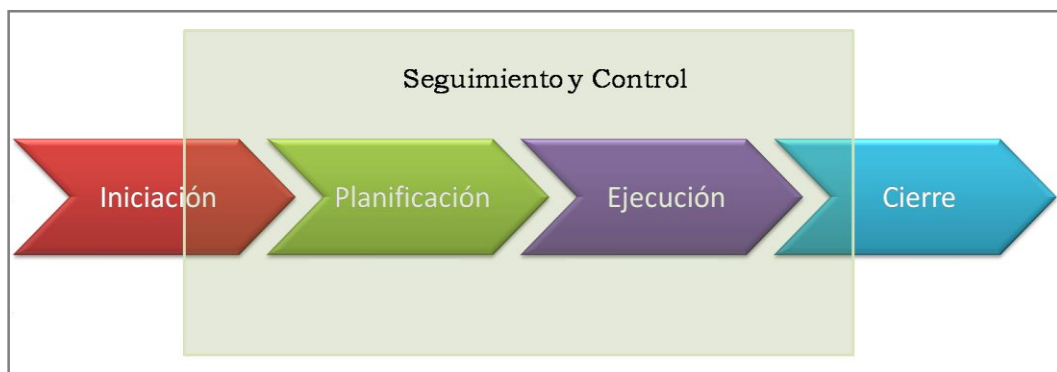 Seguimiento y Control
Iniciación
Planificación
Ejecución
Cierre